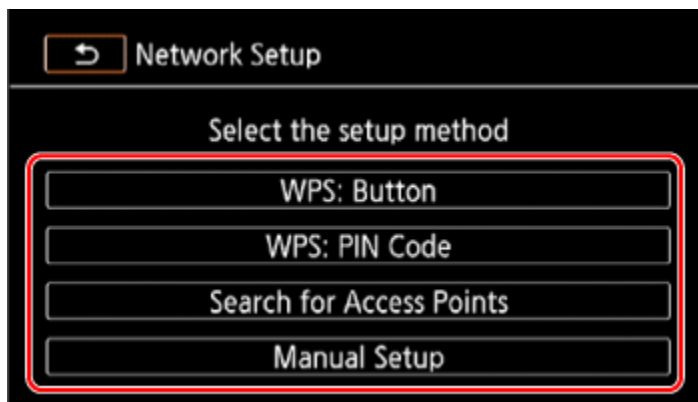 Network Setup
Select the setup method
WPS: Button
WPS: PIN Code
Search for Access Points
Manual Setup